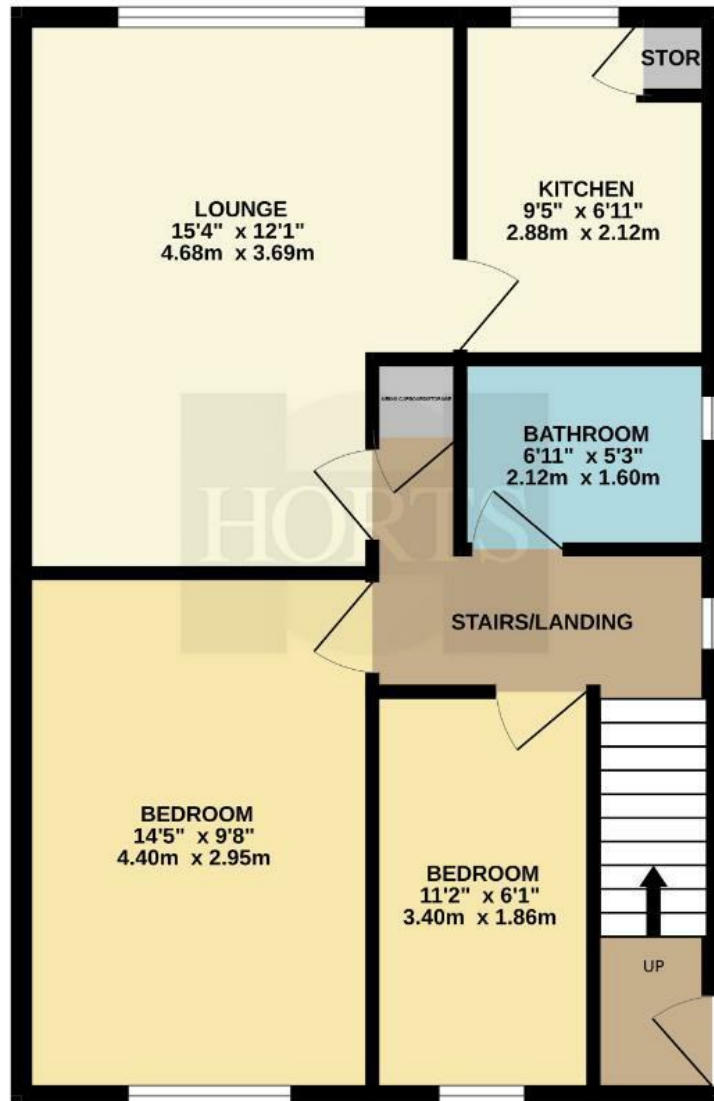 STOR
KITCHEN
9'5" x 6'11"
2.88m x 2.12m
LOUNGE
15'4" x 12'1"
4.68m x 3.69m
BATHROOM
6'11" x 5'3"
2.12m x 1.60m
HORTS
STAIRS/LANDING
BEDROOM
14'5" x 9'8"
4.40m x 2.95m
BEDROOM
11'2" x 6'1"
3.40m x 1.86m
UP